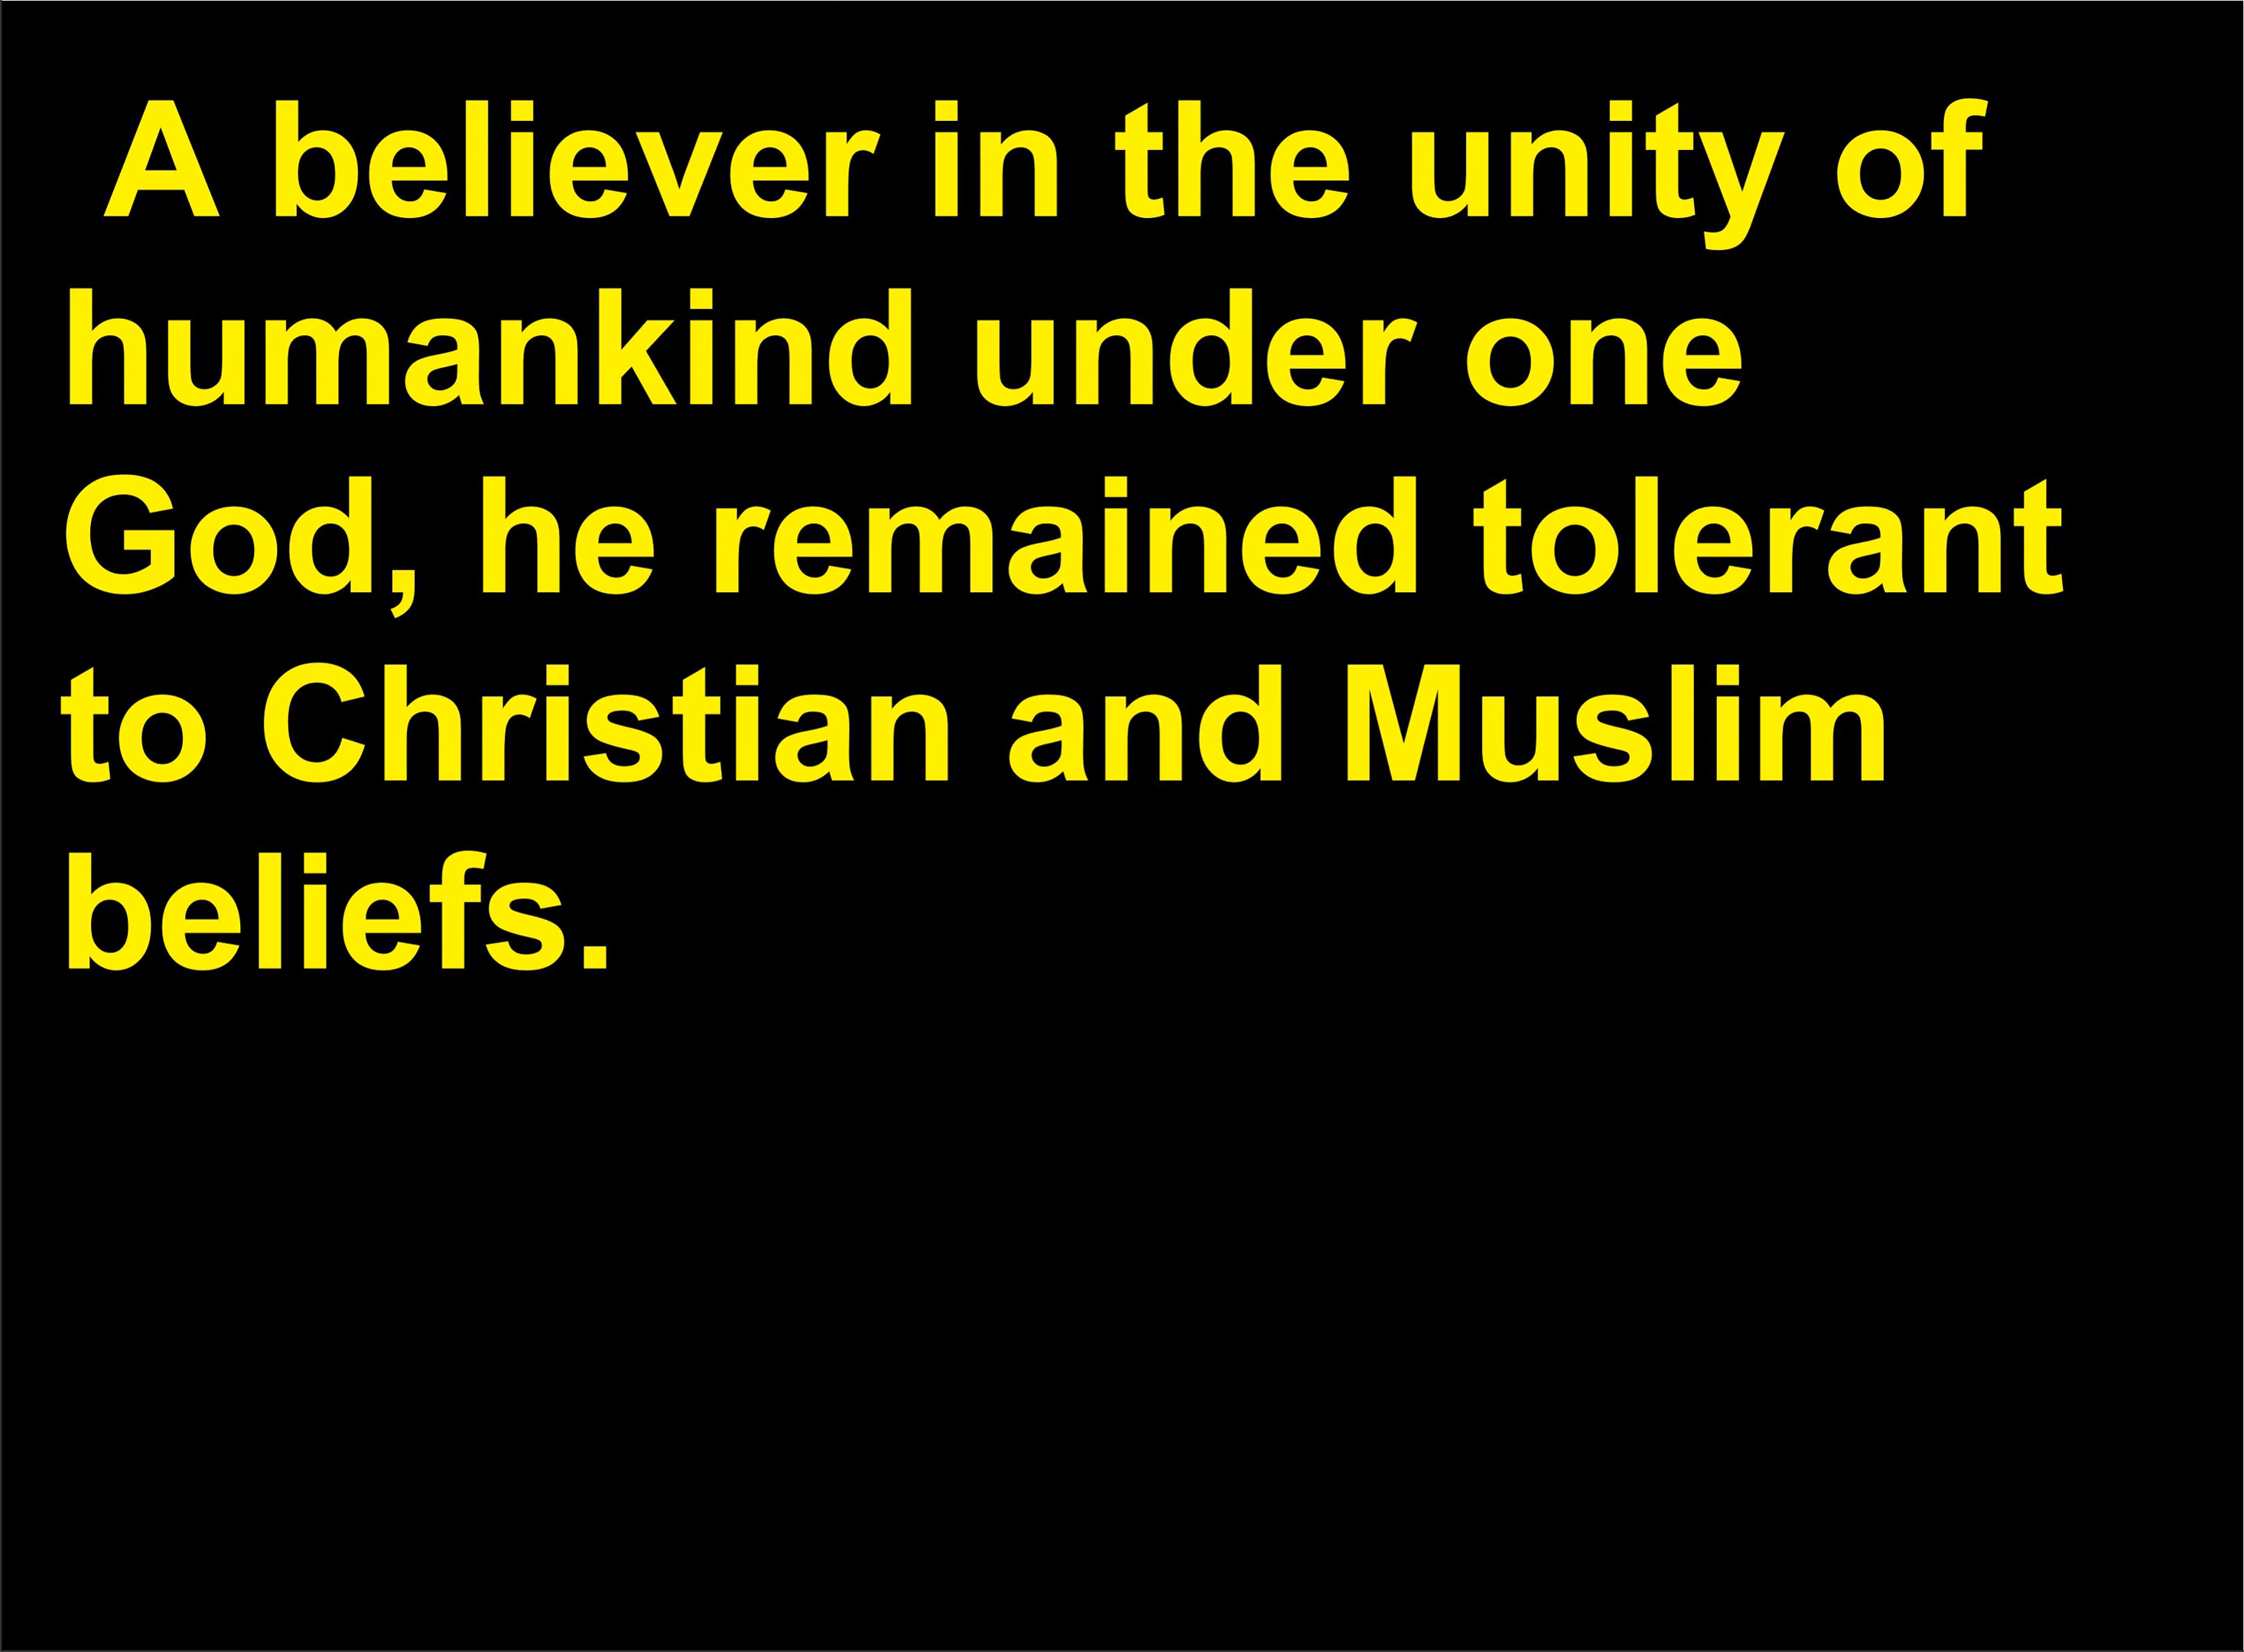 A believer in the unity of
humankind under one
God, he remained tolerant
to Christian and Muslim
beliefs.